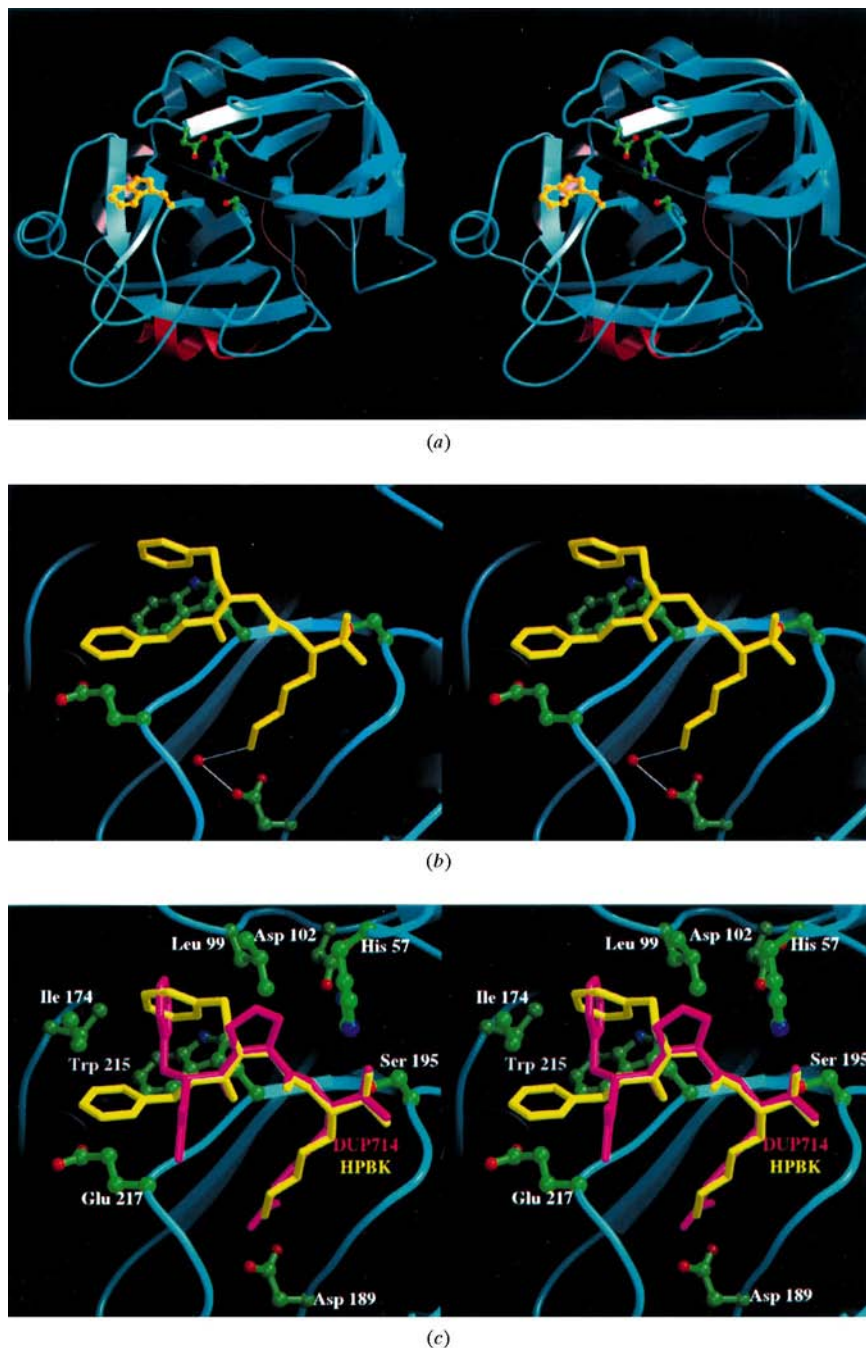 (a)
(b)
Leu 99 Asp 102 His 57
Leu 99 Asp 102 His 57
Ile 174
Ile 174
Trp 215
Trp 215
Ser 195
Ser 195
DUP714
HPBK
DUP714
HPBK
Glu 217
Glu 217
Asp 189
Asp 189
(c)